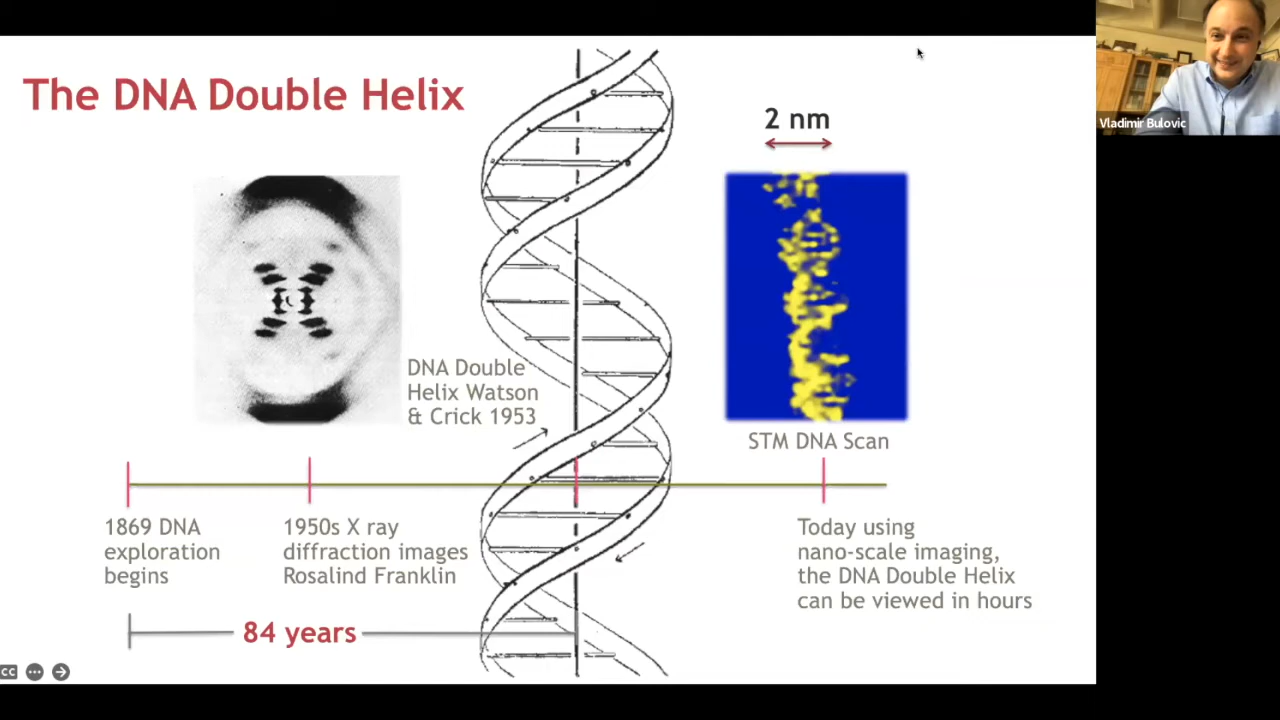 The DNA Double Helix
2 nm
Vladimir Bulovic
DNA Double
Helix Watson
& Crick 1953
STM DNA Scan
1869 DNA
exploration
begins
1950s X ray
diffraction images
Rosalind Franklin
Today using
nano-scale imaging,
the DNA Double Helix
can be viewed in hours
84 years
CC